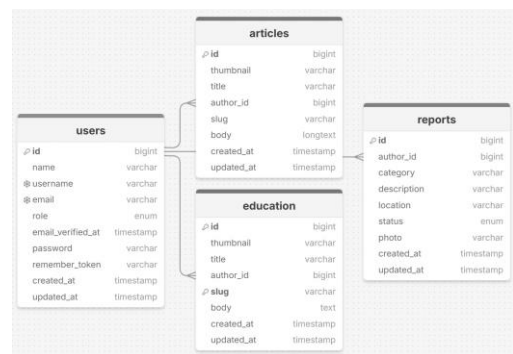 articles
id bigint
thumbnail varchar
title varchar
author_id bigint
slug varchar
body longtext
created_at timestamp
updated_at timestamp
users
id bigint
name varchar
username varchar
email varchar
role enum
email_verified_at timestamp
password varchar
remember_token varchar
created_at timestamp
updated_at timestamp
education
id bigint
thumbnail varchar
title varchar
author_id bigint
slug varchar
body text
created_at timestamp
updated_at timestamp
reports
id bigint
author_id bigint
category varchar
description varchar
location varchar
status enum
photo varchar
created_at timestamp
updated_at timestamp